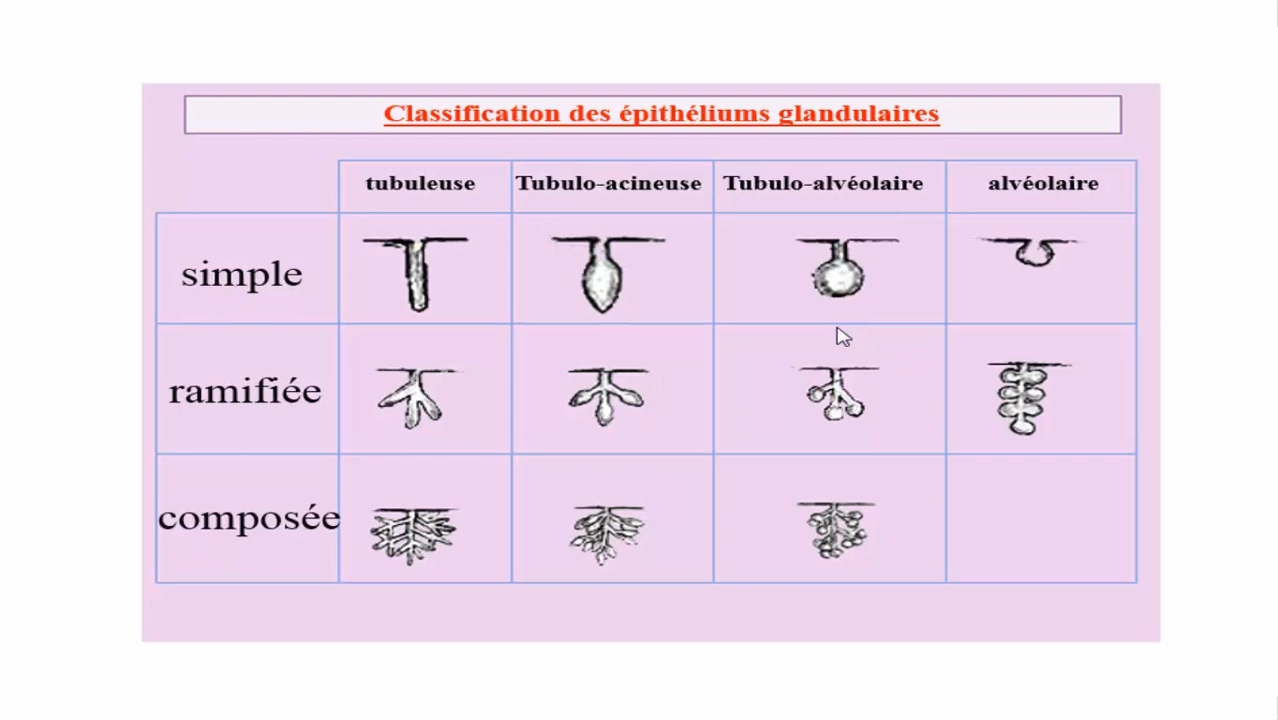 Classification des épithéliums glandulaires
tubuleuse Tubulo-acineuse Tubulo-alvéolaire alvéolaire
simple
ramifiée
composée